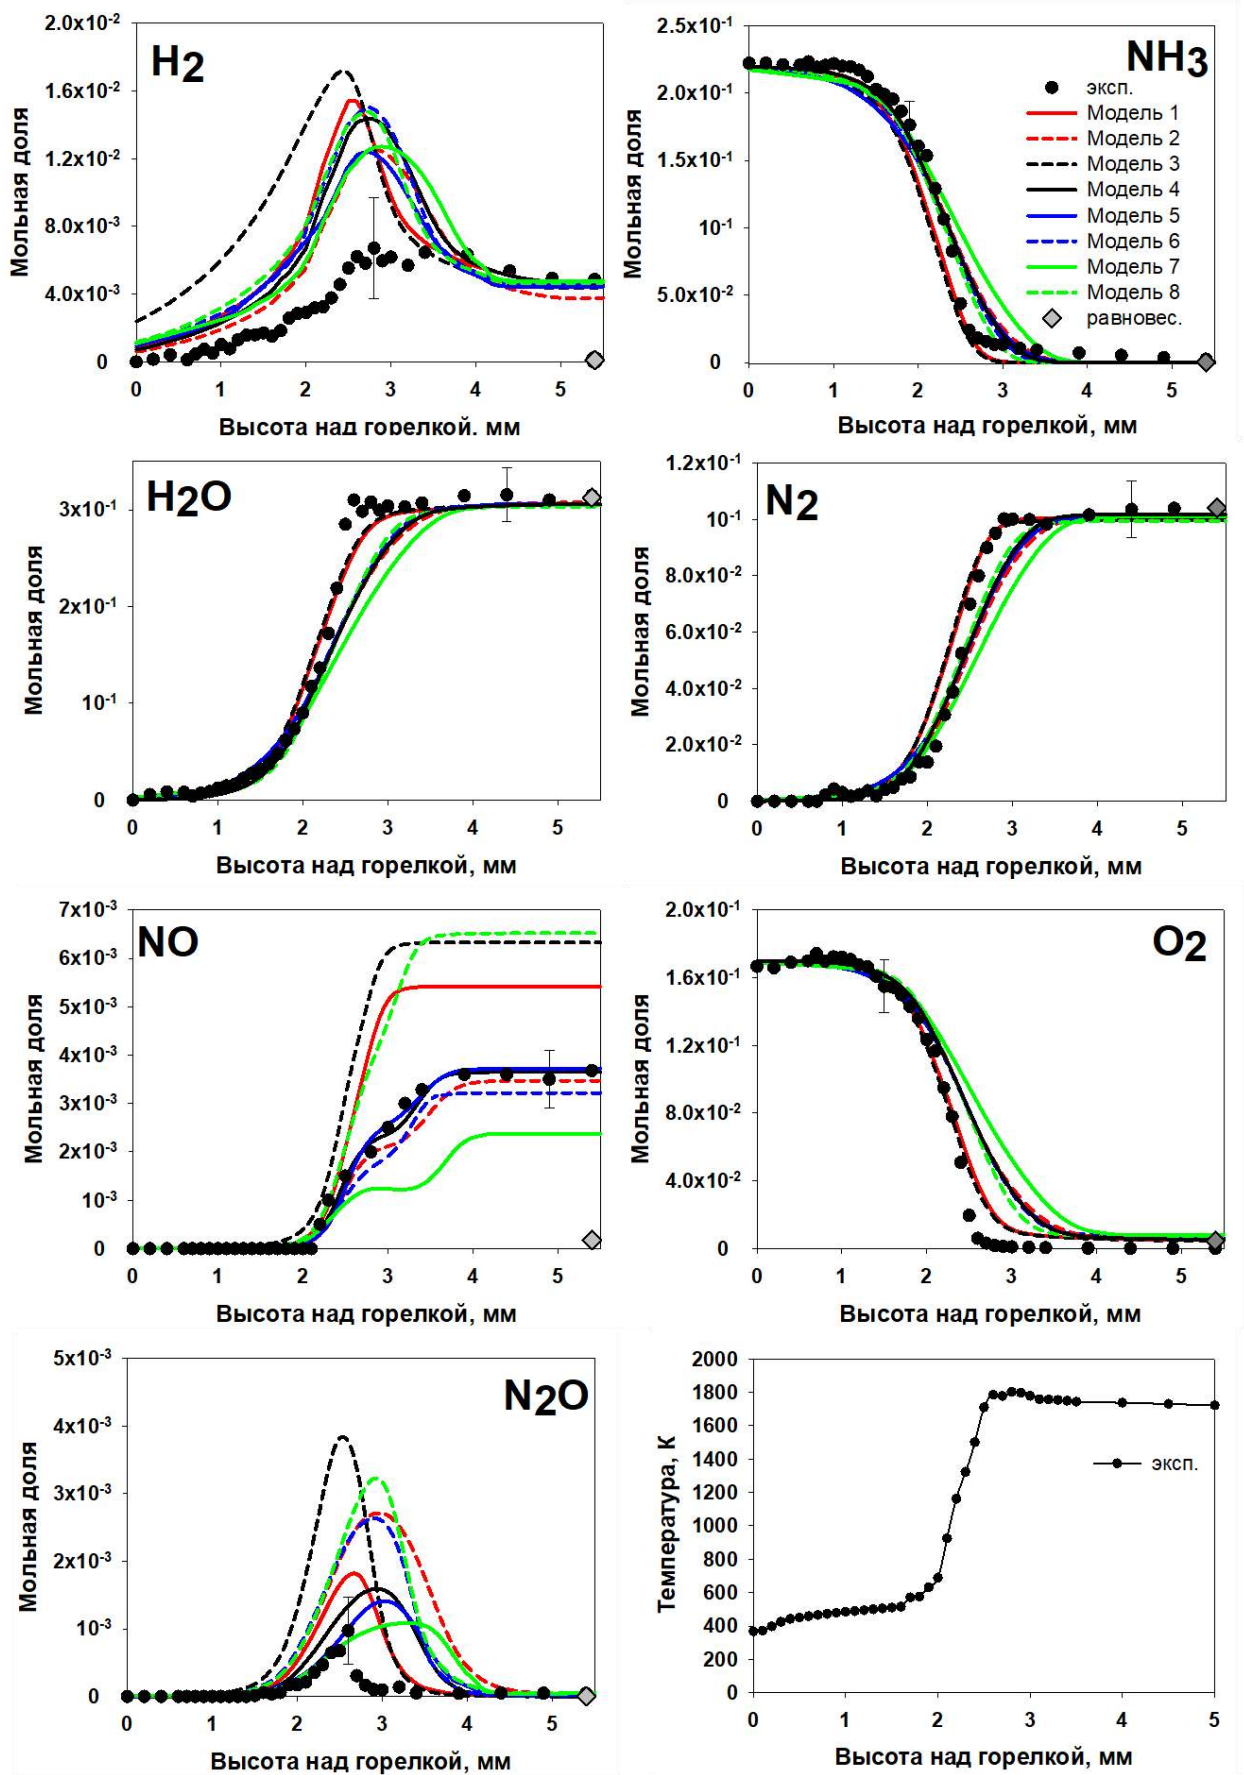 H2
2.0x10-2
1.6x10-2
1.2x10-2
8.0x10-3
4.0x10-3
0
0 1 2 3 4 5
Мольная доля
Высота над горелкой, мм
NH3
2.5x10-1
2.0x10-1
1.5x10-1
10-1
5.0x10-2
0
0 1 2 3 4 5
Мольная доля
Высота над горелкой, мм
эксп.
Модель 1
Модель 2
Модель 3
Модель 4
Модель 5
Модель 6
Модель 7
Модель 8
равновес.
H2O
3x10-1
2x10-1
10-1
0
0 1 2 3 4 5
Мольная доля
Высота над горелкой, мм
N2
1.2x10-1
10-1
8.0x10-2
6.0x10-2
4.0x10-2
2.0x10-2
0
0 1 2 3 4 5
Мольная доля
Высота над горелкой, мм
NO
7x10-3
6x10-3
5x10-3
4x10-3
3x10-3
2x10-3
10-3
0
0 1 2 3 4 5
Мольная доля
Высота над горелкой, мм
O2
2.0x10-1
1.6x10-1
1.2x10-1
8.0x10-2
4.0x10-2
0
0 1 2 3 4 5
Мольная доля
Высота над горелкой, мм
N2O
5x10-3
4x10-3
3x10-3
2x10-3
10-3
0
0 1 2 3 4 5
Мольная доля
Высота над горелкой, мм
2000
1800
1600
1400
1200
1000
800
600
400
200
0
0 1 2 3 4 5
Температура, К
эксп.
Высота над горелкой, мм